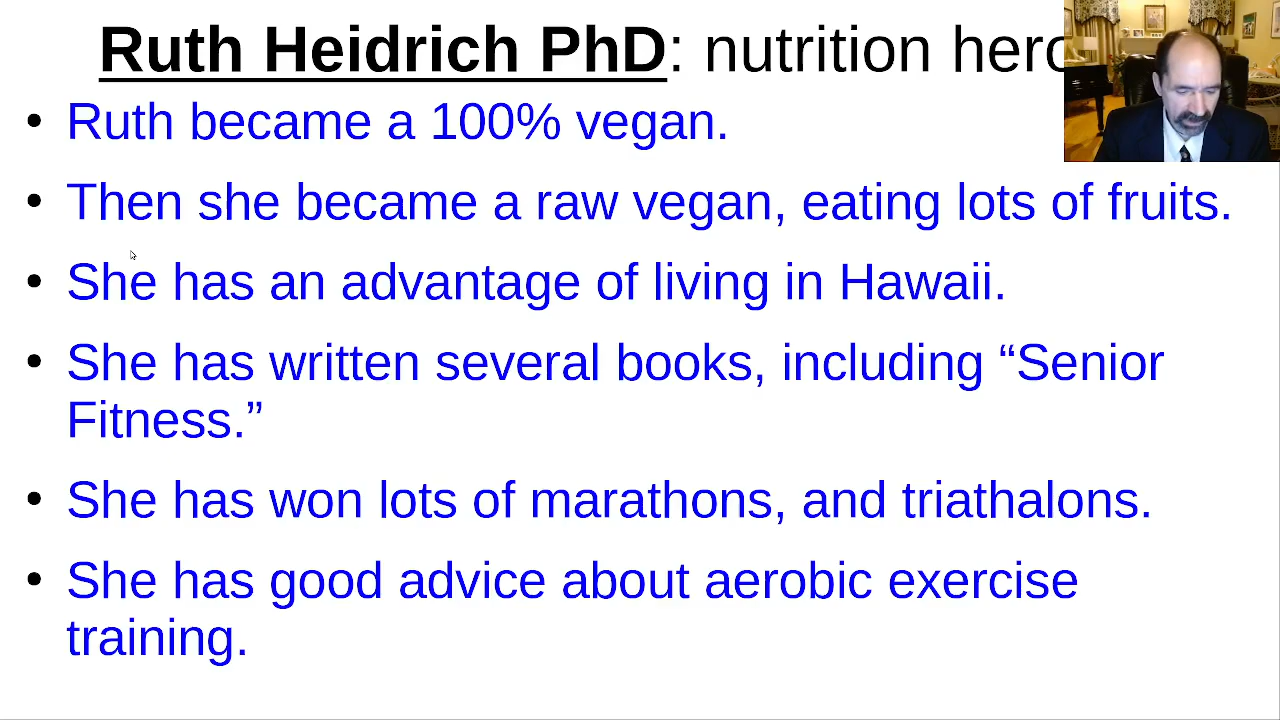 Ruth Heidrich PhD: nutrition hero
• Ruth became a 100% vegan.
• Then she became a raw vegan, eating lots of fruits.
• She has an advantage of living in Hawaii.
• She has written several books, including “Senior
Fitness.”
• She has won lots of marathons, and triathalons.
• She has good advice about aerobic exercise
training.